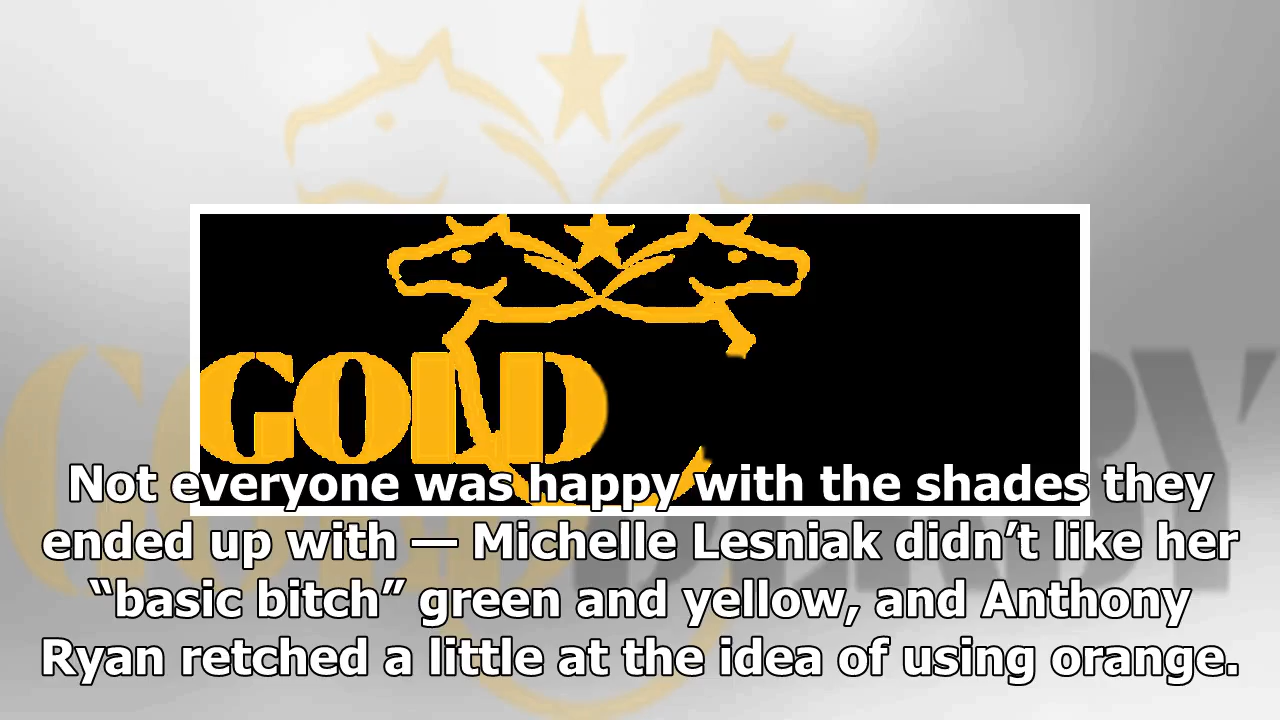 GOLD
Not everyone was happy with the shades they
ended up with — Michelle Lesniak didn’t like her
“basic bitch” green and yellow, and Anthony
Ryan retched a little at the idea of using orange.